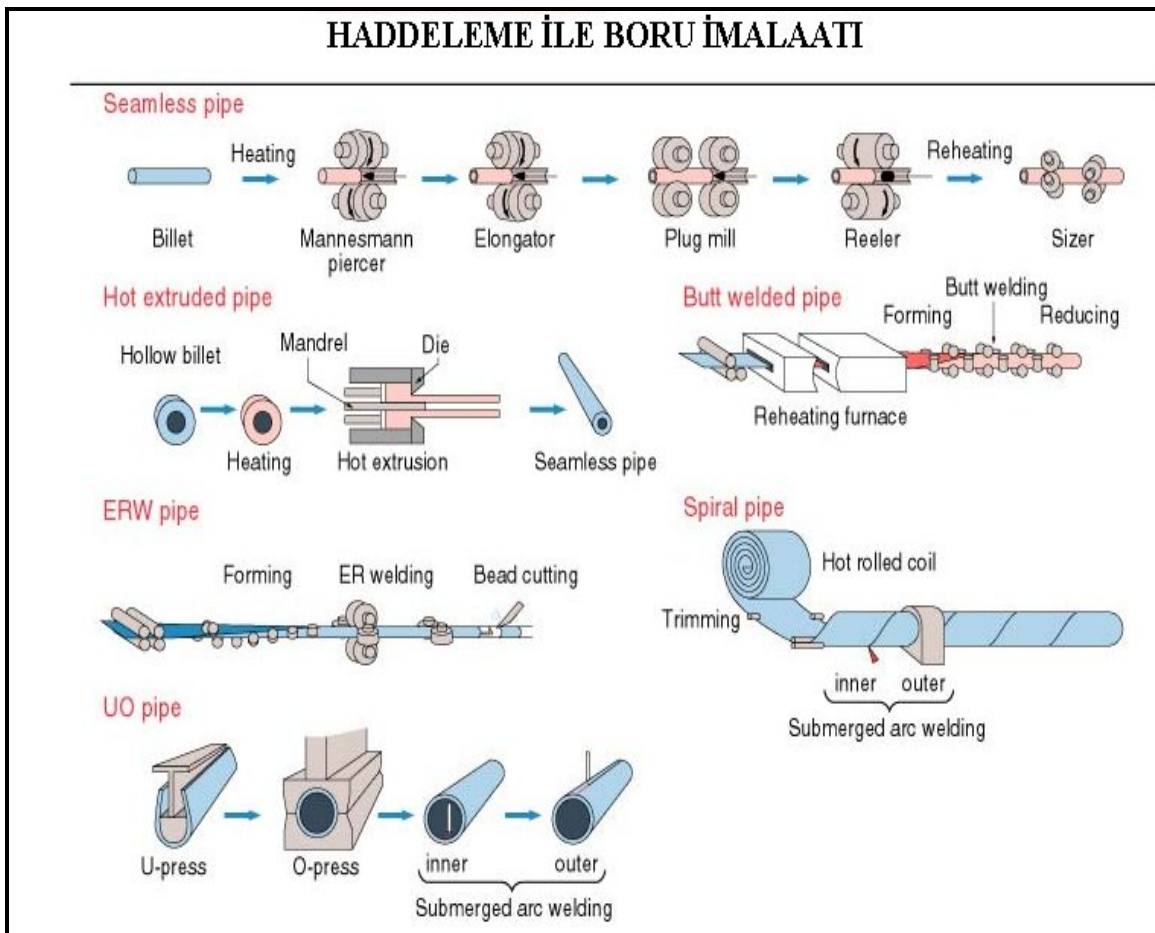 HADDELEME İLE BORU İMALAATI
Seamless pipe
Heating
Reheating
Billet
Mannesmann
piercer
Elongator
Plug mill
Reeler
Sizer
Hot extruded pipe
Hollow billet
Mandrel
Die
Heating
Hot extrusion
Seamless pipe
Butt welded pipe
Butt welding
Forming
Reducing
Reheating furnace
ERW pipe
Forming
ER welding
Bead cutting
Spiral pipe
Hot rolled coil
Trimming
inner
outer
Submerged arc welding
UO pipe
U-press
O-press
inner
outer
Submerged arc welding